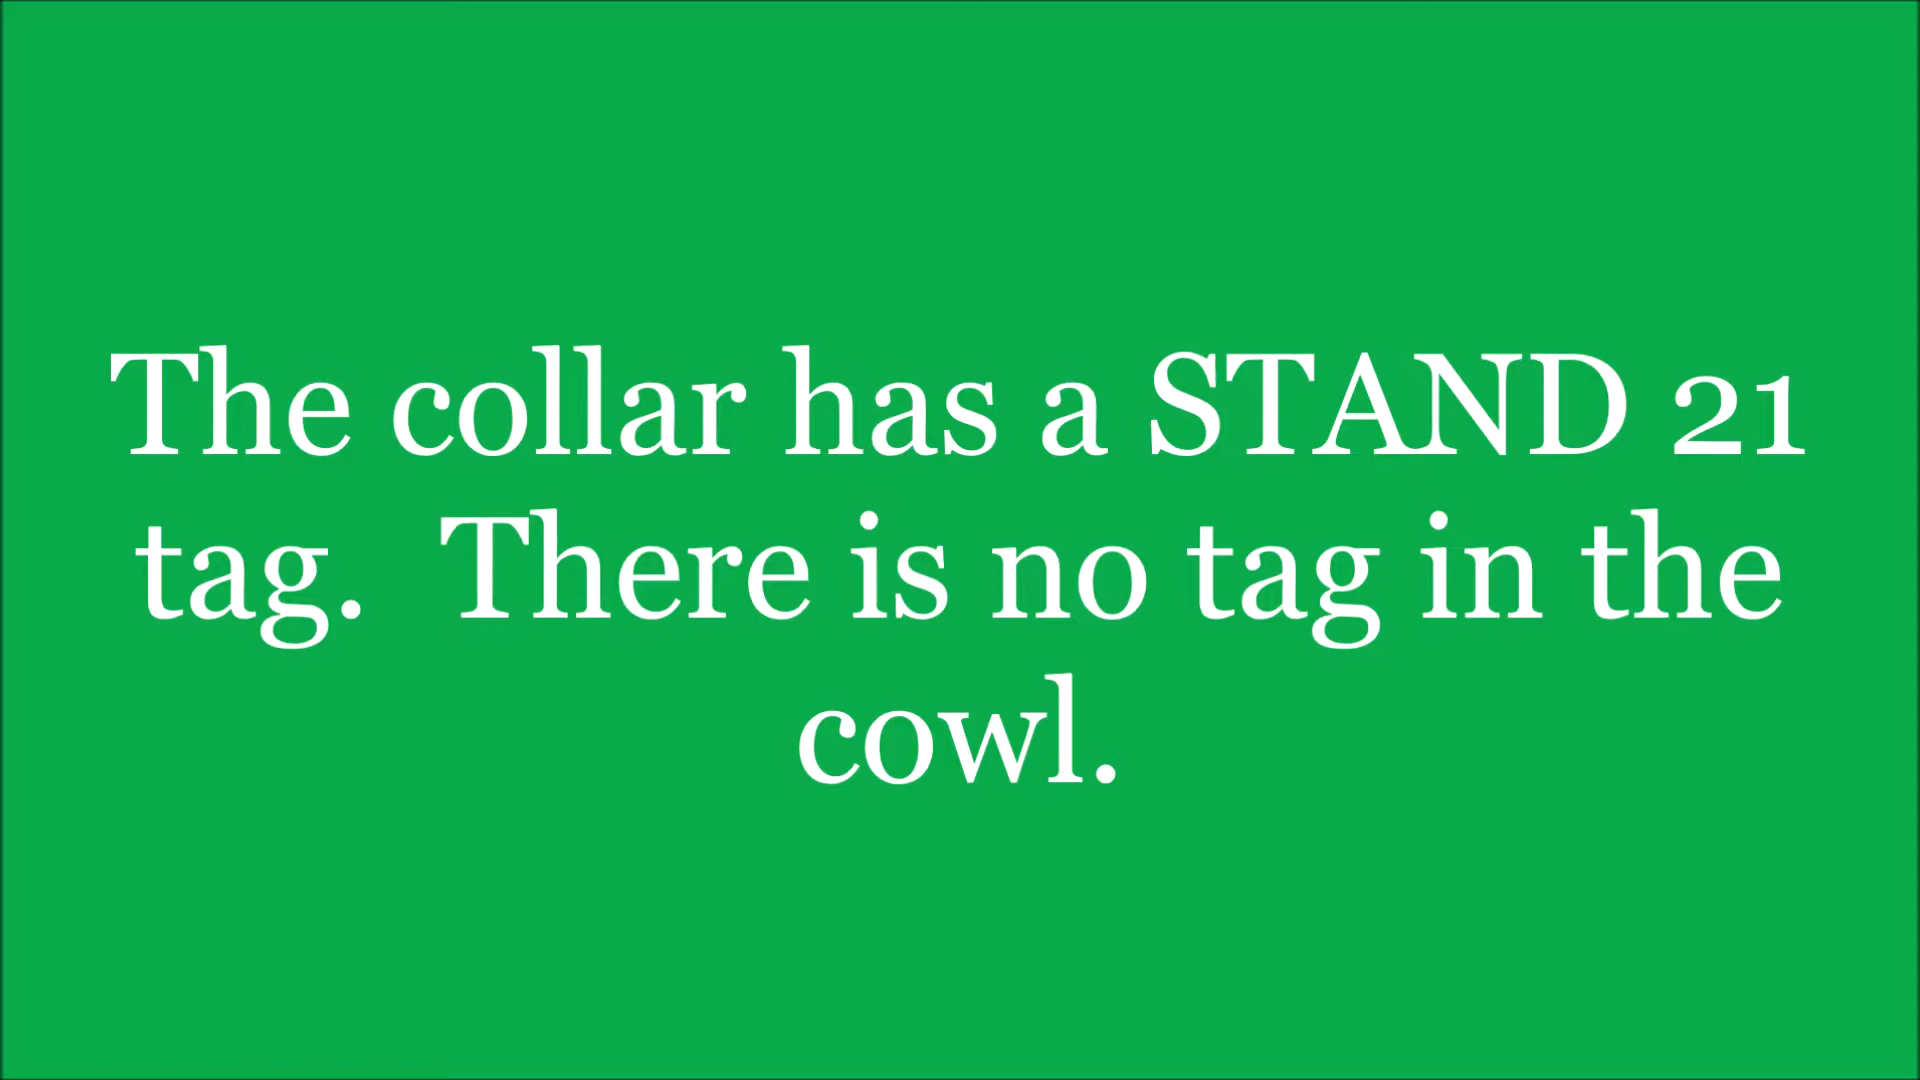 The collar has a STAND 21
tag.  There is no tag in the
cowl.